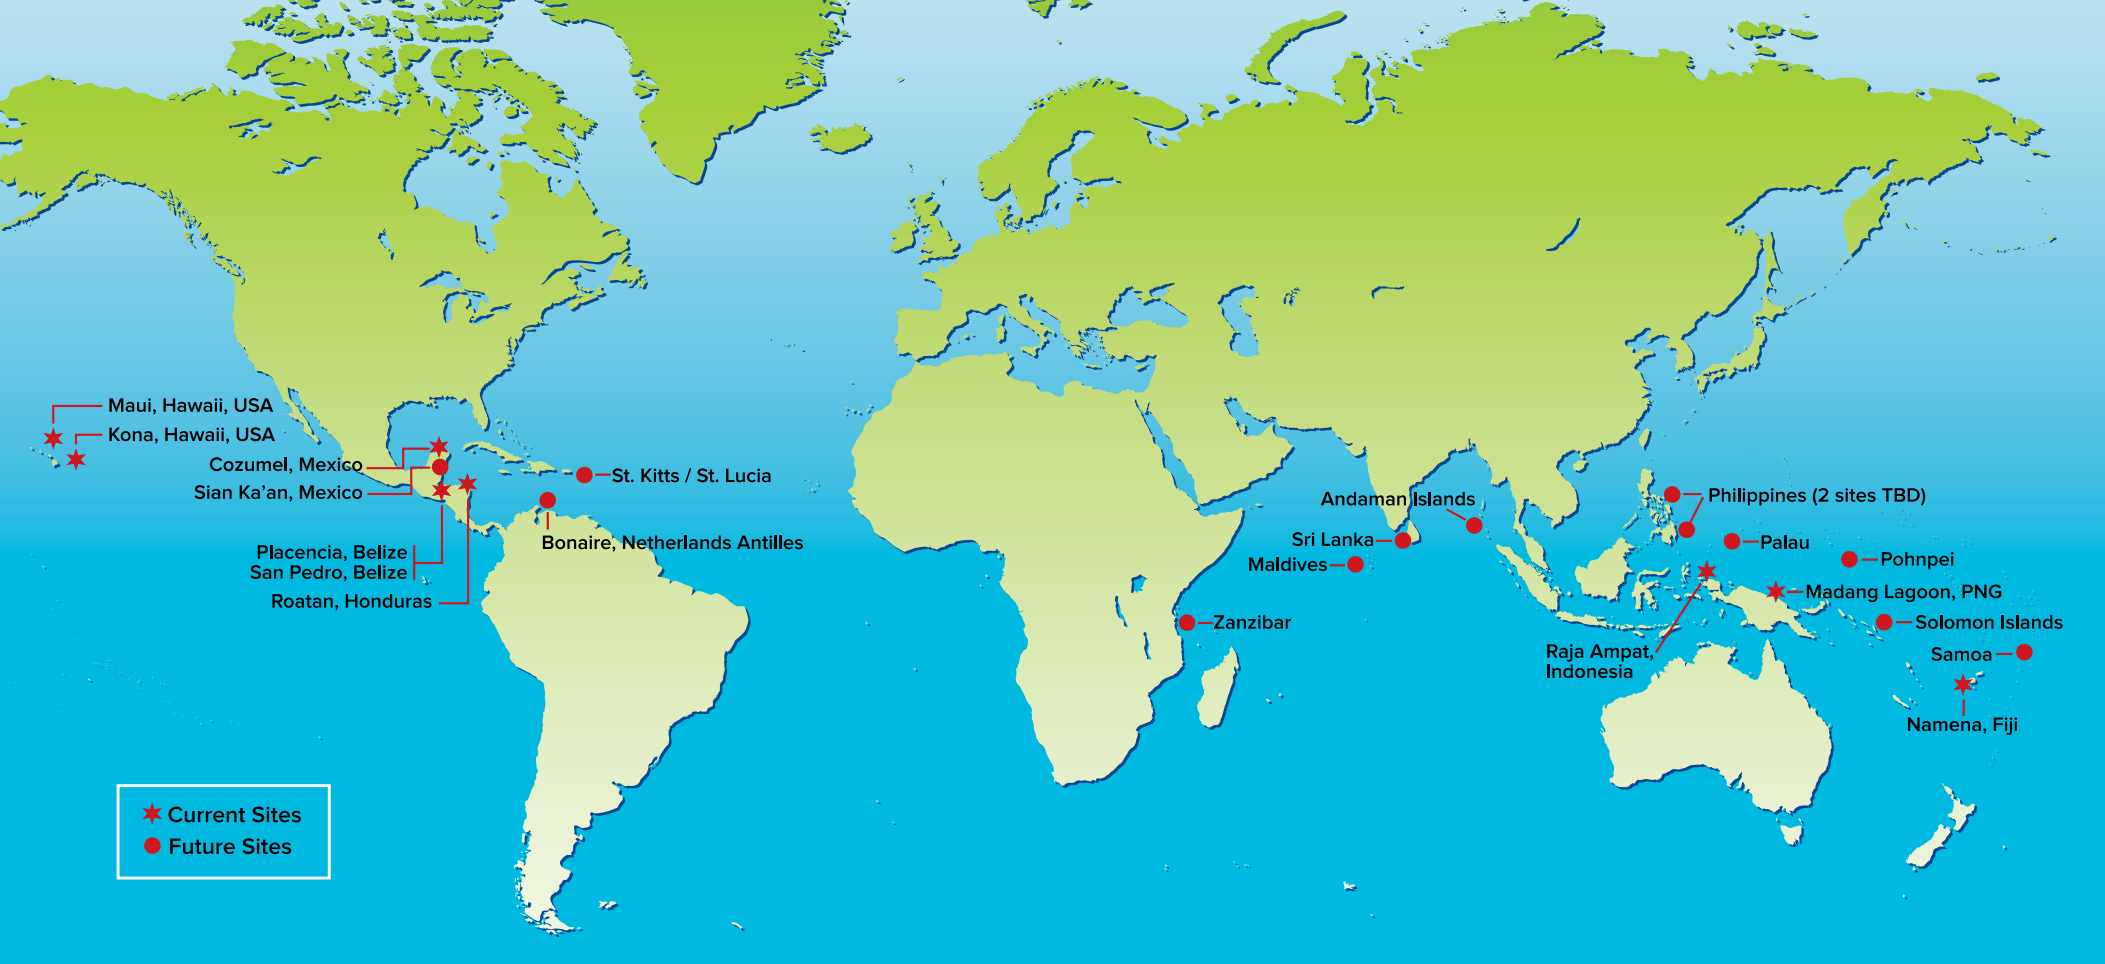 Maui, Hawaii, USA
Kona, Hawaii, USA
Cozumel, Mexico
Sian Ka'an, Mexico
Placencia, Belize
San Pedro, Belize
Roatan, Honduras
St. Kitts / St. Lucia
Bonaire, Netherlands Antilles
Andaman Islands
Sri Lanka
Maldives
Zanzibar
Philippines (2 sites TBD)
Palau
Pohnpei
Madang Lagoon, PNG
Solomon Islands
Raja Ampat,
Indonesia
Samoa
Namena, Fiji
Current Sites
Future Sites